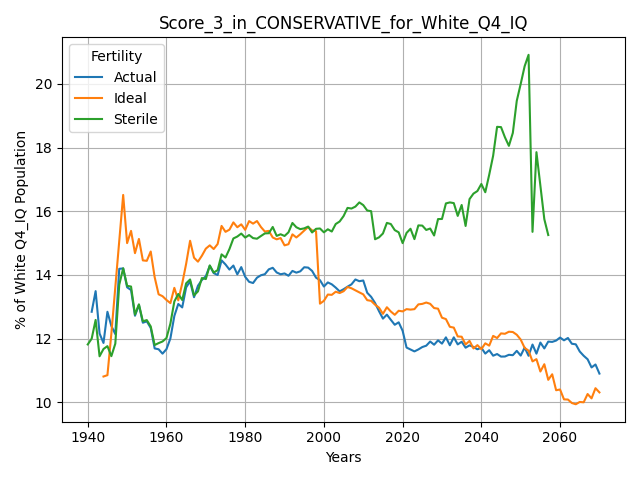 Score_3_in_CONSERVATIVE_for_White_Q4_IQ
Fertility
Actual
Ideal
Sterile
% of White Q4_IQ Population
20
18
16
14
12
10
1940
1960
1980
2000
2020
2040
2060
Years